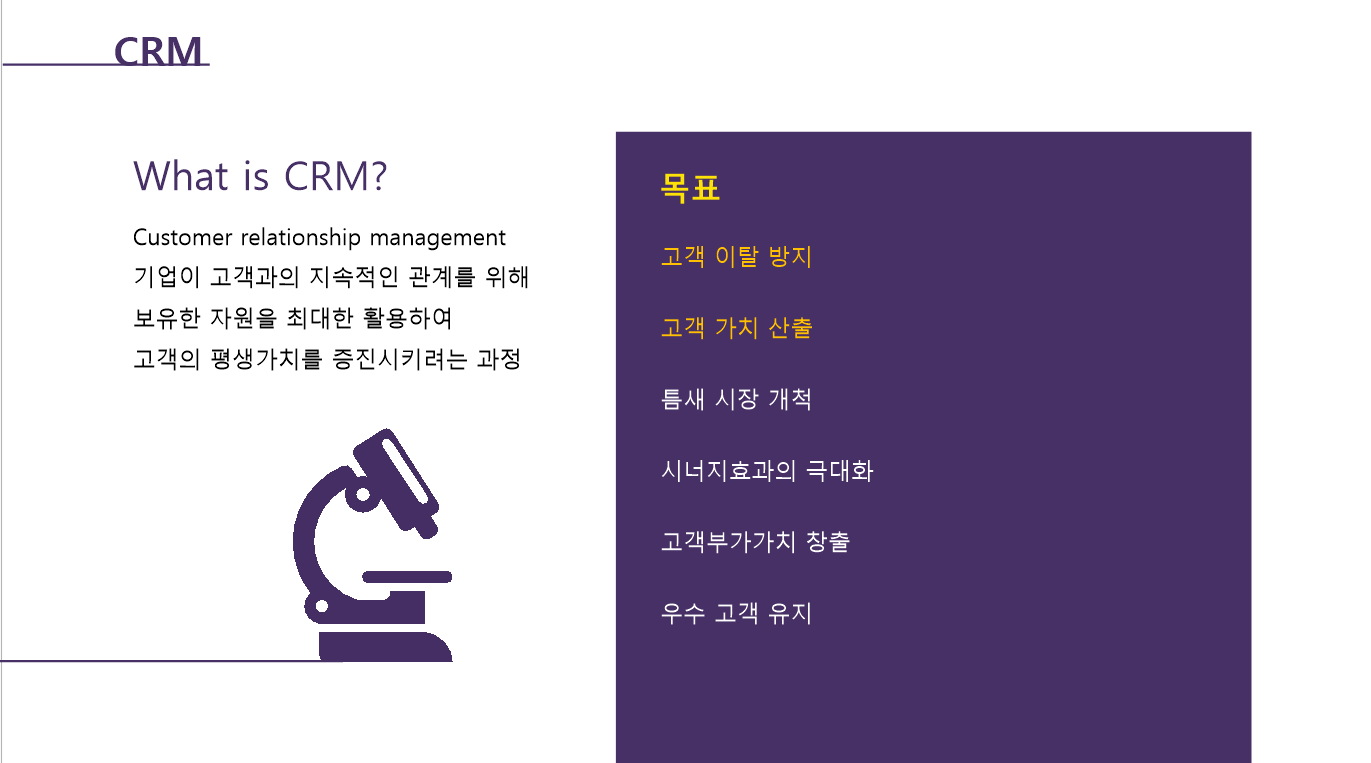 CRM
What is CRM?
Customer relationship management
기업이 고객과의 지속적인 관계를 위해
보유한 자원을 최대한 활용하여
고객의 평생가치를 증진시키려는 과정
목표
고객 이탈 방지
고객 가치 산출
틈새 시장 개척
시너지효과의 극대화
고객부가가치 창출
우수 고객 유지